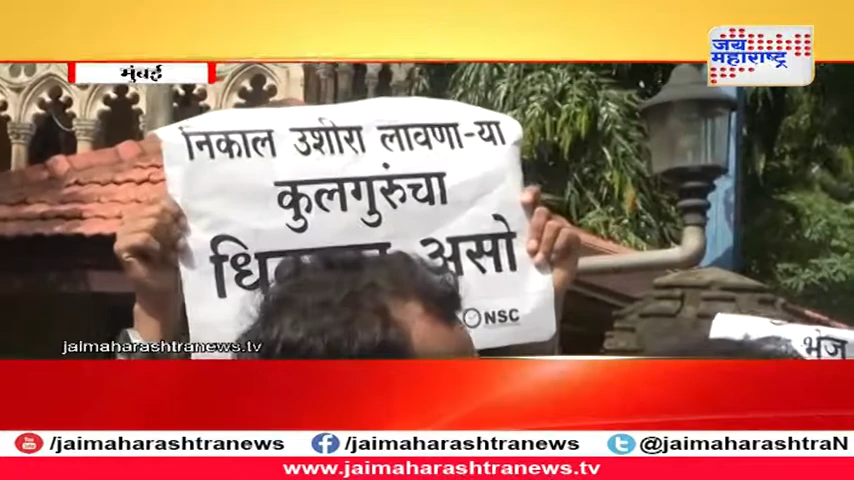 जय
महाराष्ट्र
मुंबई
निकाल उशीरा लावणा-या
कुलगुरुंचा
असो
NSC
jaimaharashtranews.tv
/jaimaharashtranews
/jaimaharashtranews
@jaimaharashtraN
www.jaimaharashtranews.tv